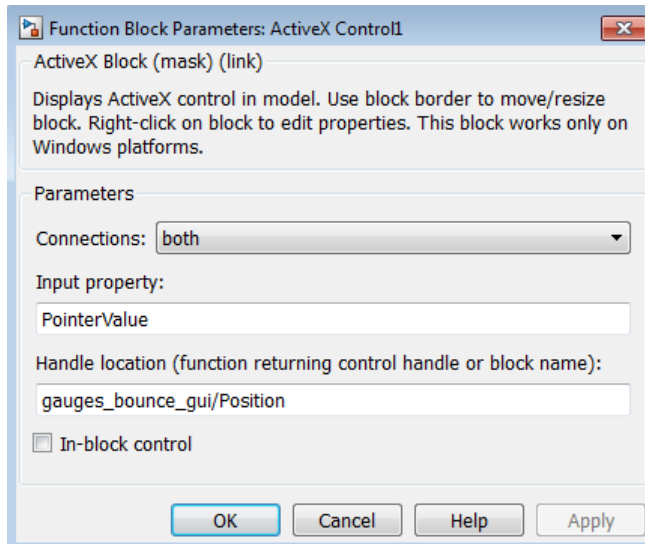 Function Block Parameters: ActiveX Control1
ActiveX Block (mask) (link)
Displays ActiveX control in model. Use block border to move/resize
block. Right-click on block to edit properties. This block works only on
Windows platforms.
Parameters
Connections: both
Input property:
PointerValue
Handle location (function returning control handle or block name):
gauges_bounce_gui/Position
In-block control
OK Cancel Help Apply